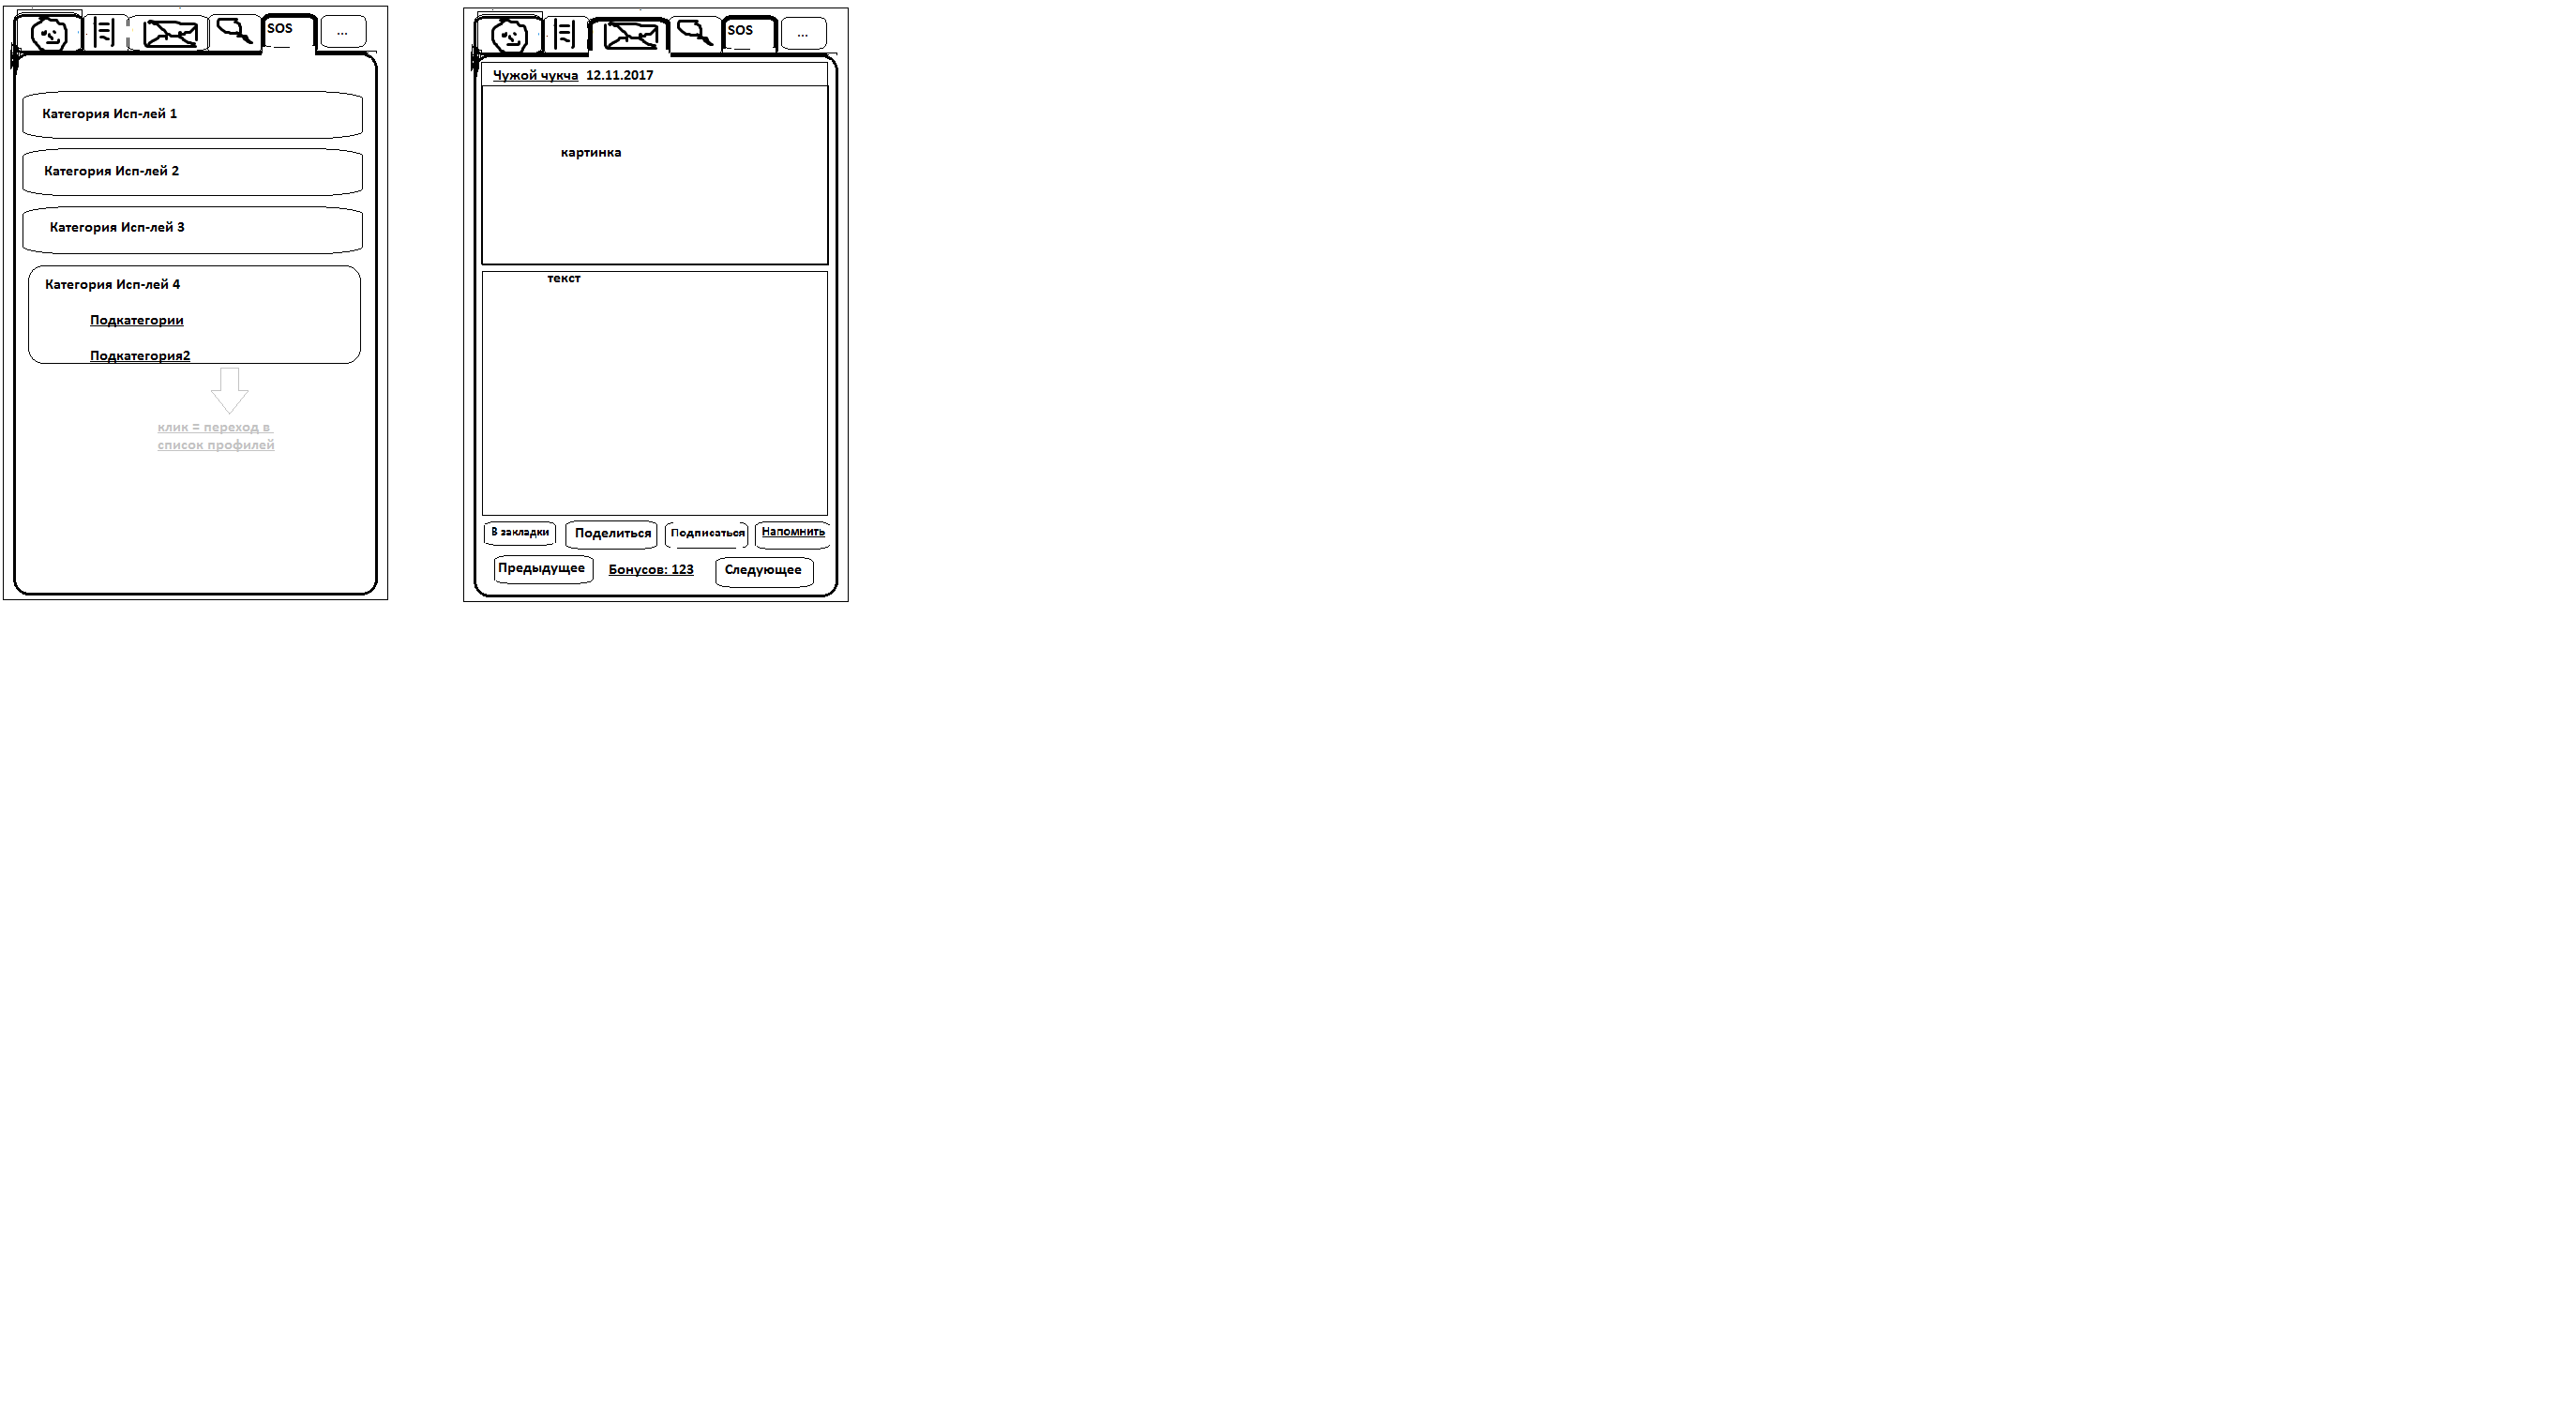 SOS
...
Категория Исп-лей 1
Категория Исп-лей 2
Категория Исп-лей 3
Категория Исп-лей 4
Подкатегории
Подкатегория2
клик = переход в
список профилей
SOS
...
Чужой чукча 12.11.2017
картинка
текст
В закладки Поделиться Подписаться Напомнить
Предыдущее Бонусов: 123 Следующее